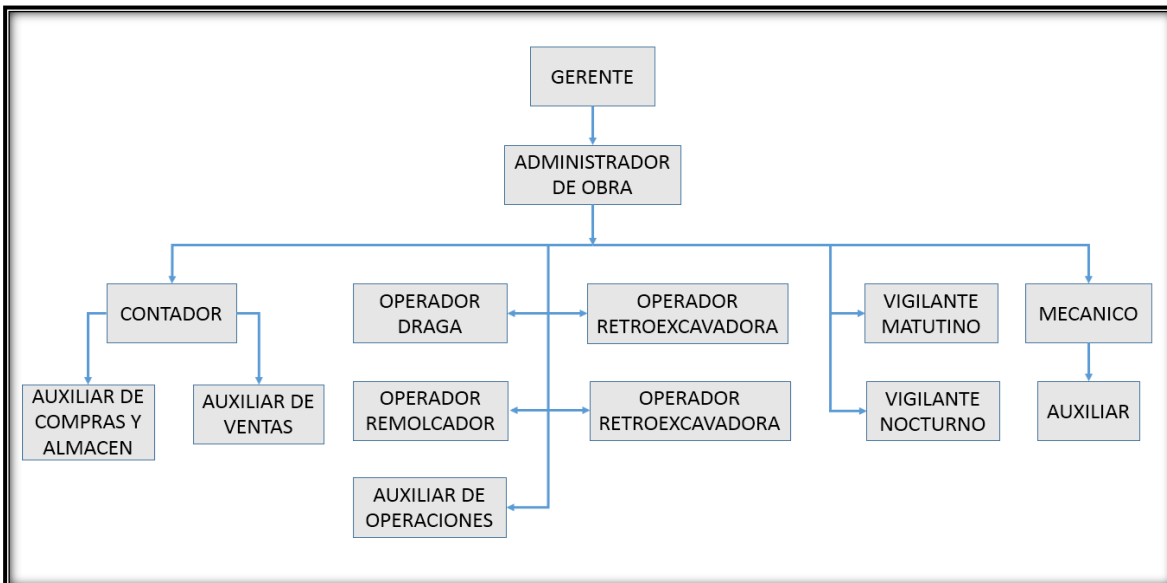 GERENTE
ADMINISTRADOR
DE OBRA
CONTADOR
OPERADOR
DRAGA
OPERADOR
RETROEXCAVADORA
VIGILANTE
MATUTINO
MECANICO
AUXILIAR DE
COMPRAS Y
ALMACEN
AUXILIAR DE
VENTAS
OPERADOR
REMOLCADOR
OPERADOR
RETROEXCAVADORA
VIGILANTE
NOCTURNO
AUXILIAR
AUXILIAR DE
OPERACIONES